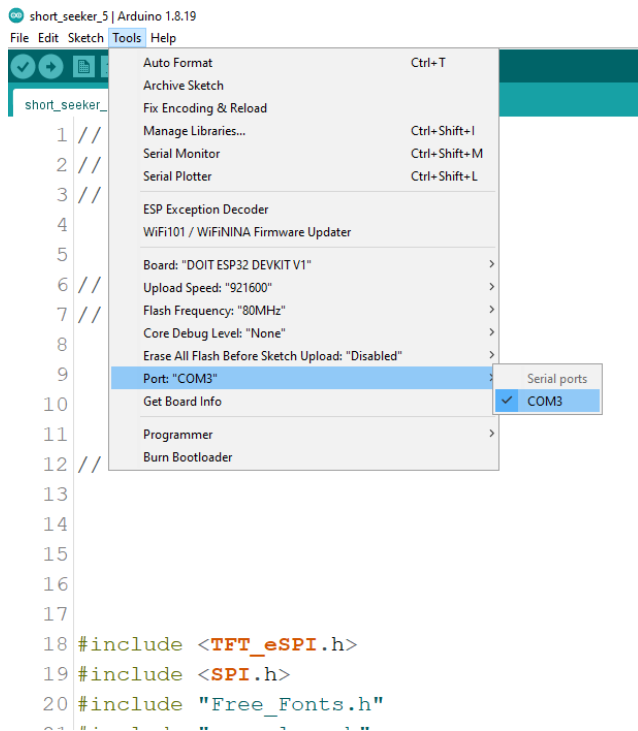 short_seeker_5 | Arduino 1.8.19
File Edit Sketch Tools Help
Auto Format Ctrl+T
Archive Sketch
Fix Encoding & Reload
Manage Libraries... Ctrl+Shift+I
Serial Monitor Ctrl+Shift+M
Serial Plotter Ctrl+Shift+L
ESP Exception Decoder
WiFi101 / WiFiNINA Firmware Updater
Board: "DOIT ESP32 DEVKIT V1"
Upload Speed: "921600"
Flash Frequency: "80MHz"
Core Debug Level: "None"
Erase All Flash Before Sketch Upload: "Disabled"
Port: "COM3"
Get Board Info
Programmer
Burn Bootloader
Serial ports
COM3
short_seeker_
1 //
2 //
3 //
4
5
6 //
7 //
8
9
10
11
12 //
13
14
15
16
17
18 #include <TFT_eSPI.h>
19 #include <SPI.h>
20 #include "Free_Fonts.h"